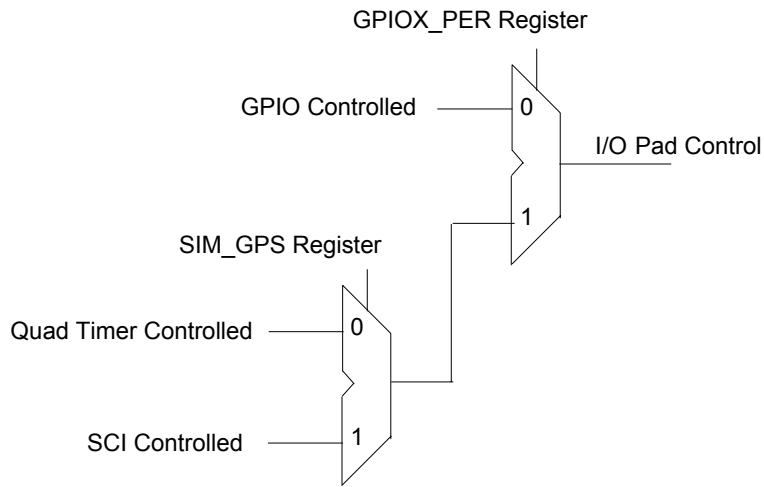 GPIOX_PER Register
GPIO Controlled
0
I/O Pad Control
1
SIM_GPS Register
Quad Timer Controlled
0
SCI Controlled
1